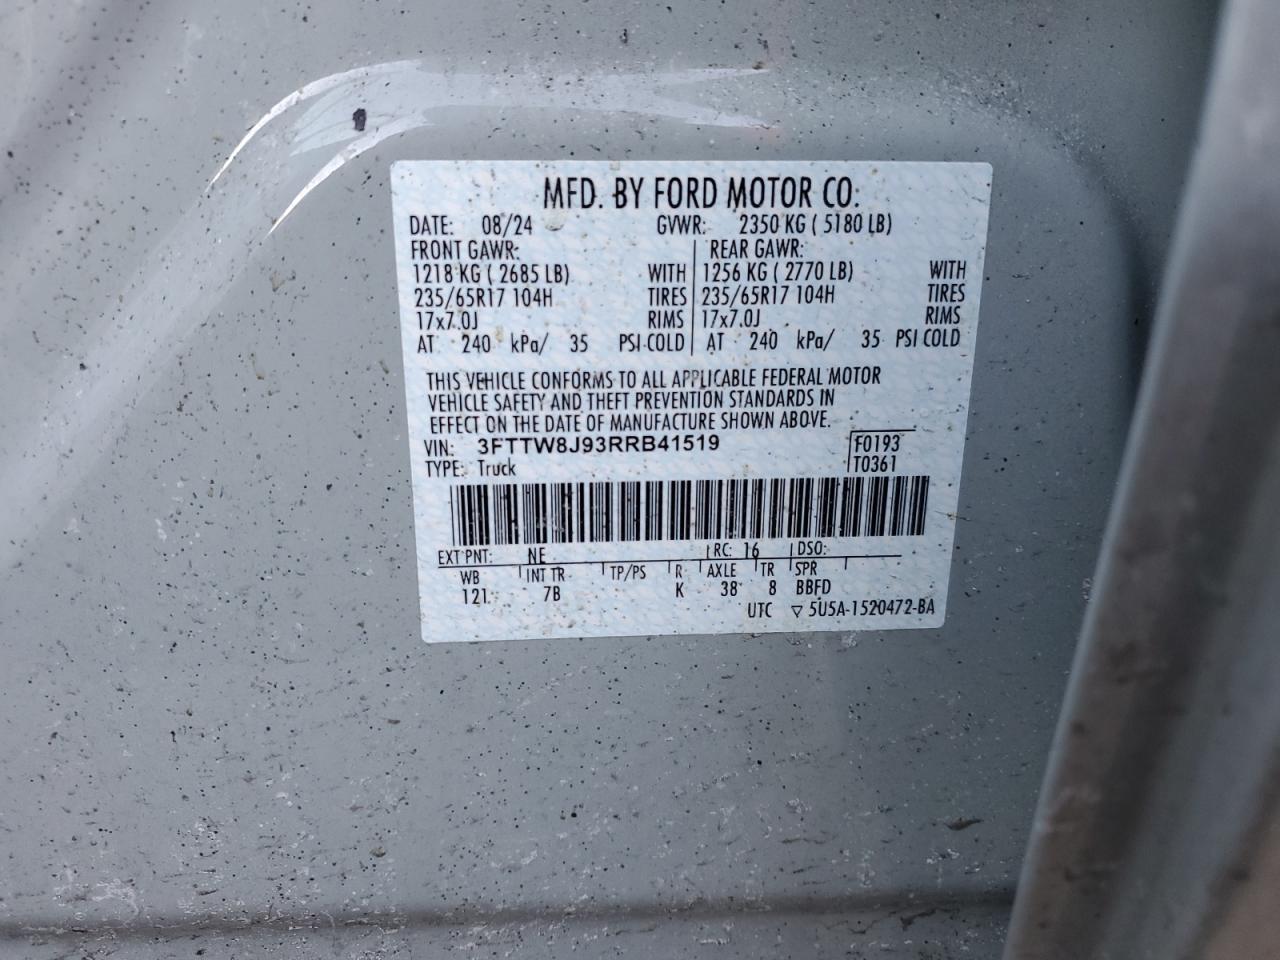 MFD. BY FORD MOTOR CO.
DATE: 08/24 GVWR: 2350 KG ( 5180 LB)
FRONT GAWR: REAR GAWR:
1218 KG ( 2685 LB) WITH 1256 KG ( 2770 LB) WITH
235/65R17 104H TIRES 235/65R17 104H TIRES
17x7.0J RIMS 17x7.0J RIMS
AT 240 kPa/ 35 PSI COLD AT 240 kPa/ 35 PSI COLD
THIS VEHICLE CONFORMS TO ALL APPLICABLE FEDERAL MOTOR
VEHICLE SAFETY AND THEFT PREVENTION STANDARDS IN
EFFECT ON THE DATE OF MANUFACTURE SHOWN ABOVE.
VIN: 3FTTW8J93RRB41519 F0193
TYPE: Truck T0361
EXT PNT: NE RC: 16 DSO:
WB INT TR TP/PS R AXLE TR SPR
121 7B K 38 8 BBFD
UTC ▽ 5U5A-1520472-BA